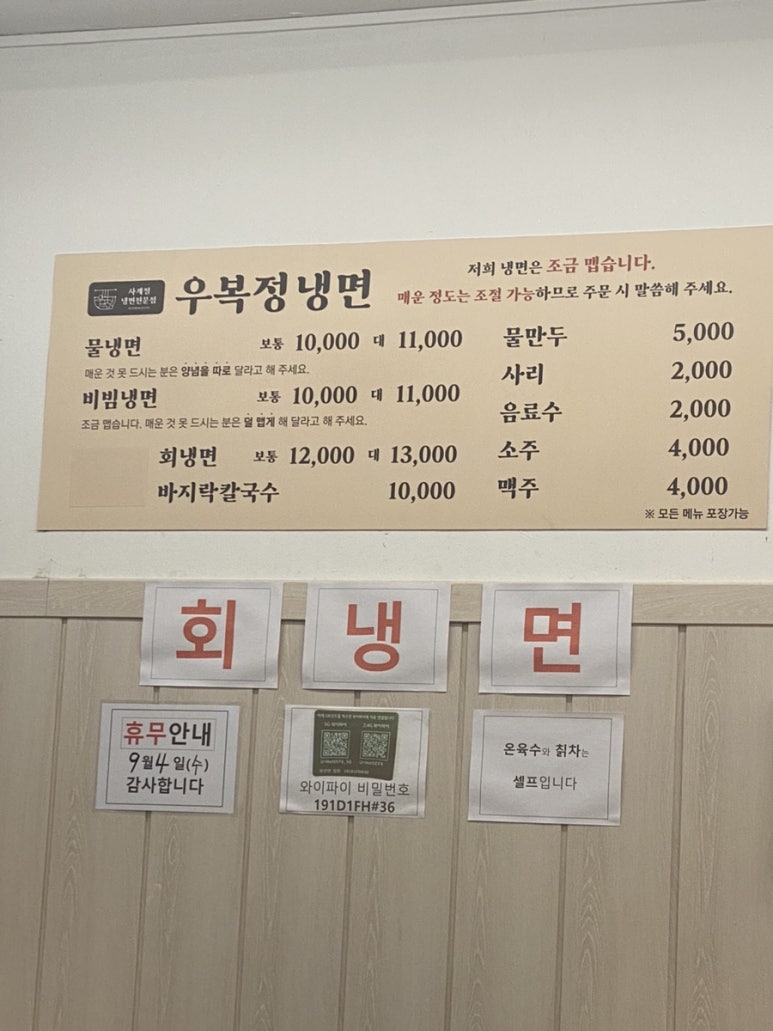 사계절
냉면전문점
우복정냉면
저희 냉면은 조금 맵습니다.
매운 정도는 조절 가능하므로 주문 시 말씀해 주세요.
물냉면 보통 10,000 대 11,000
매운 것 못 드시는 분은 양념을 따로 달라고 해 주세요.
비빔냉면 보통 10,000 대 11,000
조금 맵습니다. 매운 것 못 드시는 분은 덜 맵게 해 달라고 해 주세요.
회냉면 보통 12,000 대 13,000
바지락칼국수 10,000
물만두 5,000
사리 2,000
음료수 2,000
소주 4,000
맥주 4,000
※ 모든 메뉴 포장가능
회 냉 면
휴무안내
9월4일(수)
감사합니다
와이파이 비밀번호
191D1FH#36
온육수와 칡차는
셀프입니다